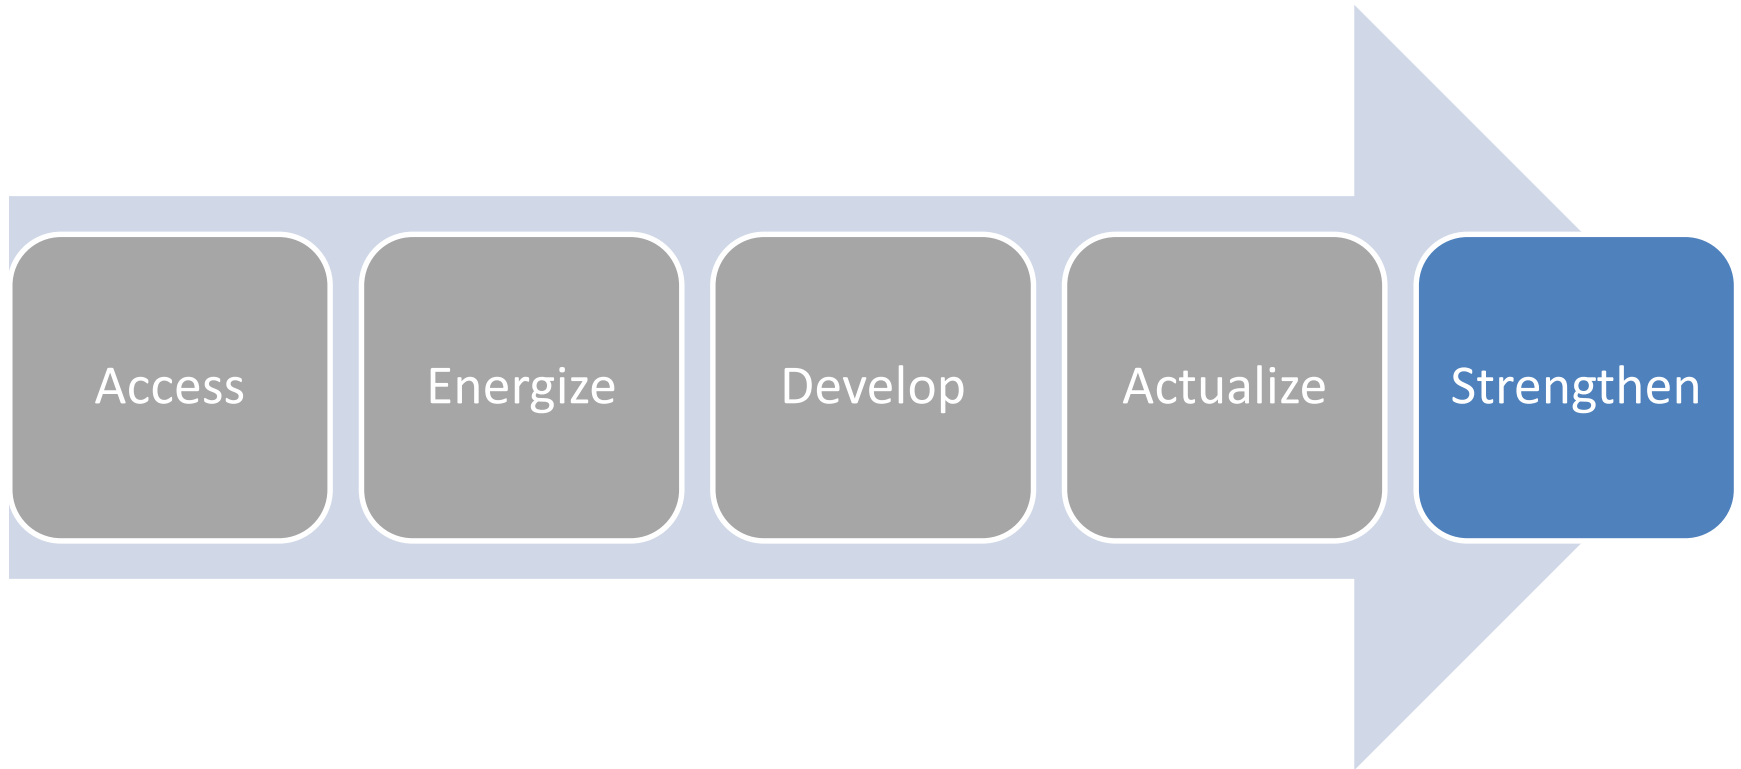 Access
Energize
Develop
Actualize
Strengthen